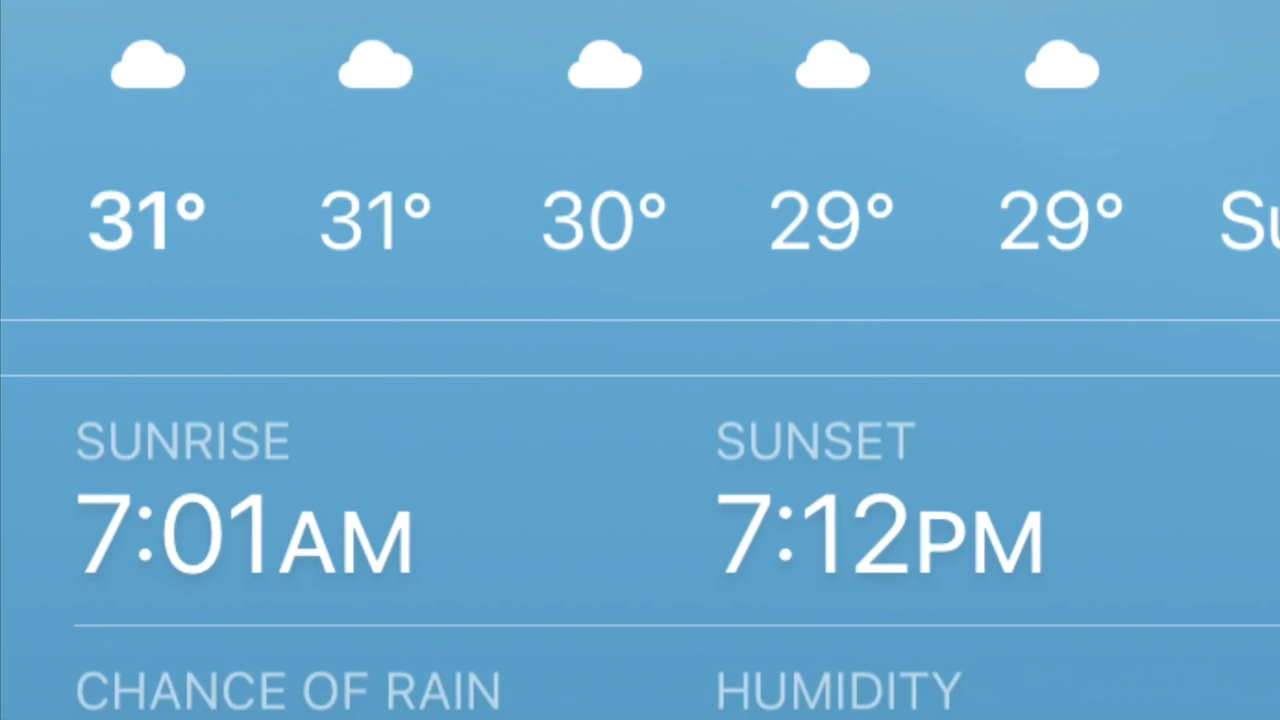 31° 31° 30° 29° 29°
SUNRISE SUNSET
7:01AM 7:12PM
CHANCE OF RAIN HUMIDITY